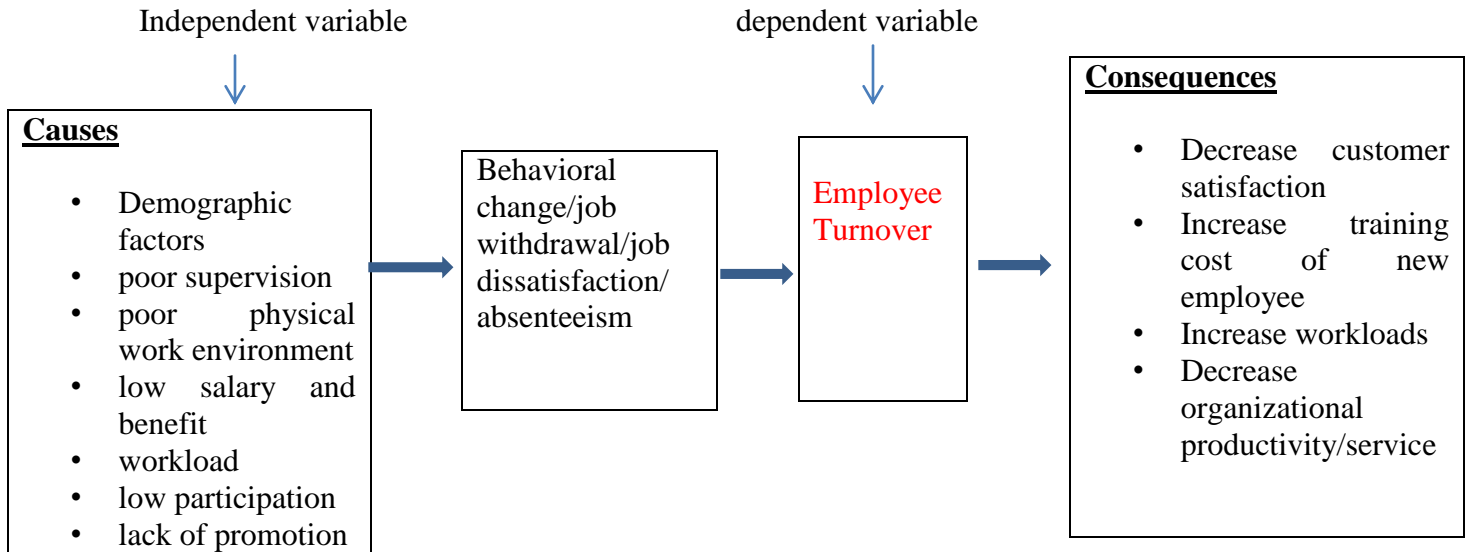 Independent variable
dependent variable
Causes
• Demographic
factors
• poor supervision
• poor physical
work environment
• low salary and
benefit
• workload
• low participation
• lack of promotion
Behavioral
change/job
withdrawal/job
dissatisfaction/
absenteeism
Employee
Turnover
Consequences
• Decrease customer
satisfaction
• Increase training
cost of new
employee
• Increase workloads
• Decrease
organizational
productivity/service